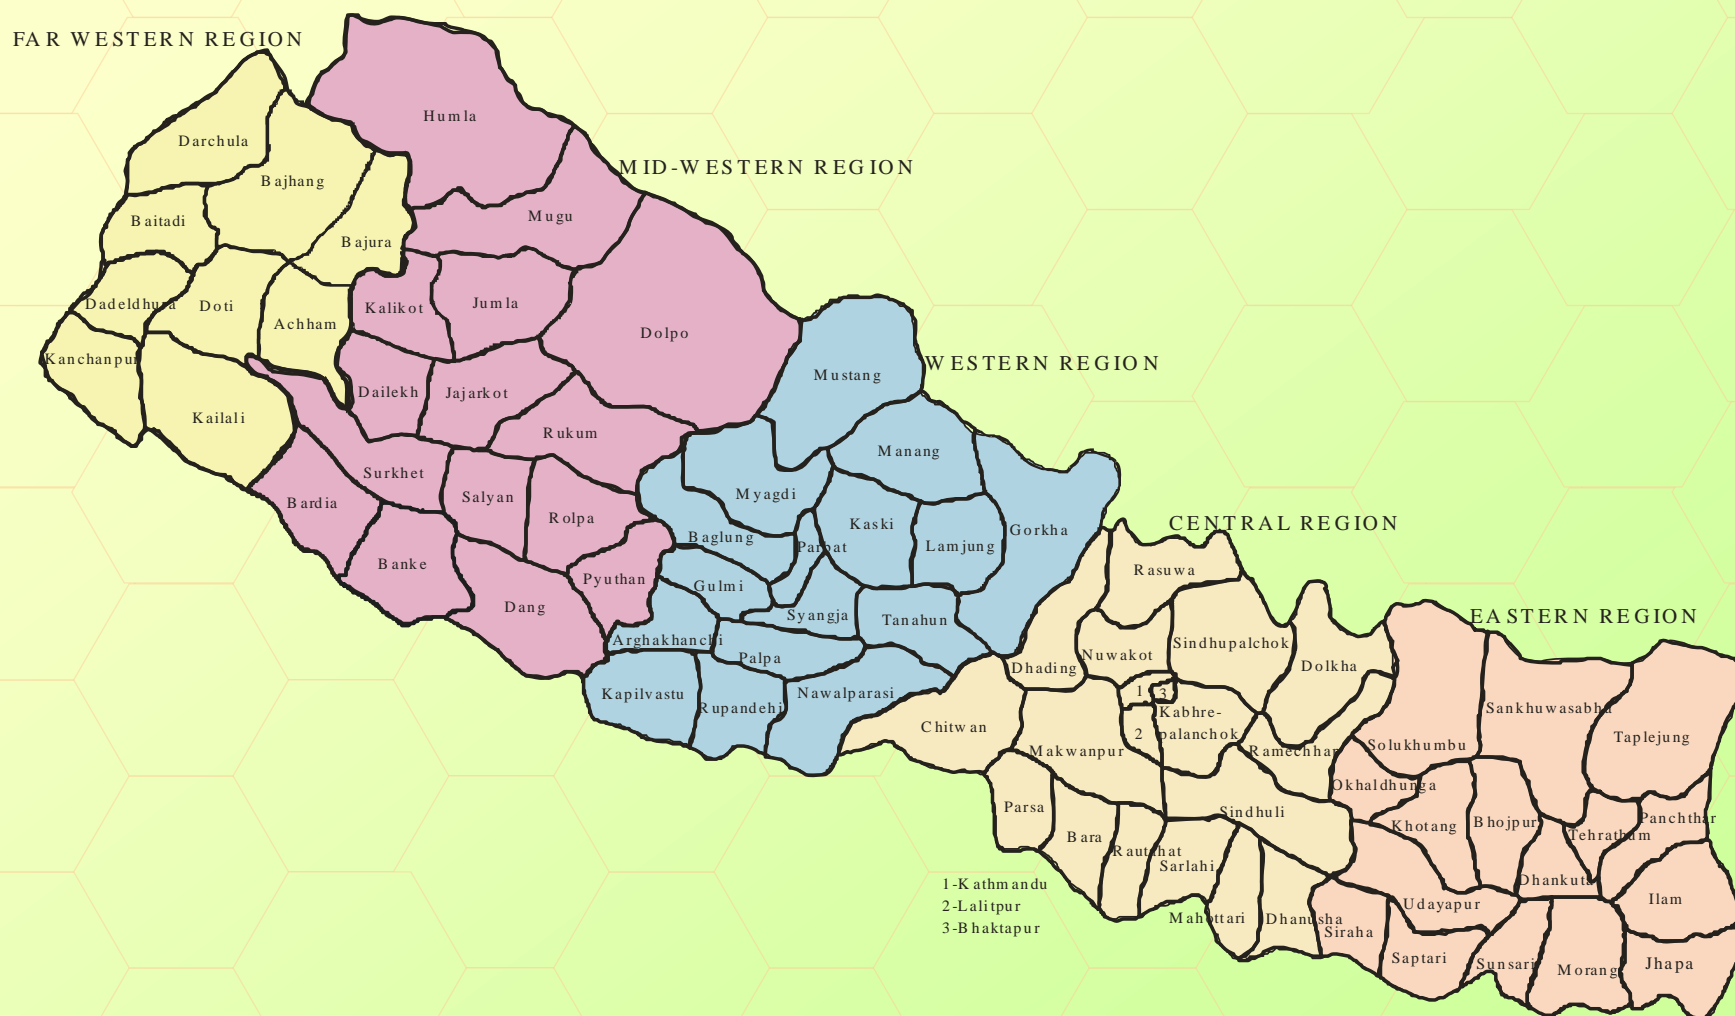 FAR WESTERN REGION
Humla
Darchula
MID-WESTERN REGION
Bajhang
Baitadi
Mugu
Bajura
Dadeldhura
Doti
Kalikot
Jumla
Achham
Dolpo
Kanchanpur
WESTERN REGION
Mustang
Dailekh
Jajarkot
Kailali
Rukum
Manang
Surkhet
Bardia
Salyan
Myagdi
Rolpa
Kaski
Gorkha
CENTRAL REGION
Baglung
Parbat
Lamjung
Banke
Rasuwa
Pyuthan
Gulmi
Dang
Syangja
Tanahun
EASTERN REGION
Arghakhanchi
Sindhupalchok
Palpa
Nuwakot
Dhading
Dolkha
Kapilvastu
Nawalparasi
1
3
Rupandehi
Kabhre-
palanchok
Sankhuwasabha
Chitwan
2
Taplejung
Makwanpur
Ramechhap
Solukhumbu
Okhaldhunga
Parsa
Sindhuli
Khotang
Bhojpur
Panchthar
Tehrathum
Bara
Rautahat
Sarlahi
Dhankuta
1-Kathmandu
2-Lalitpur
3-Bhaktapur
Ilam
Udayapur
Mahottari
Dhanusha
Siraha
Saptari
Sunsari
Morang
Jhapa